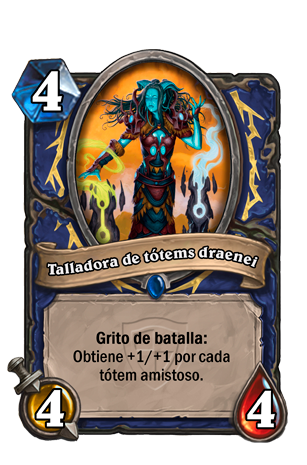 4
Talladora de tótems draenei
Grito de batalla:
Obtiene +1/+1 por cada
tótem amistoso.
4
4